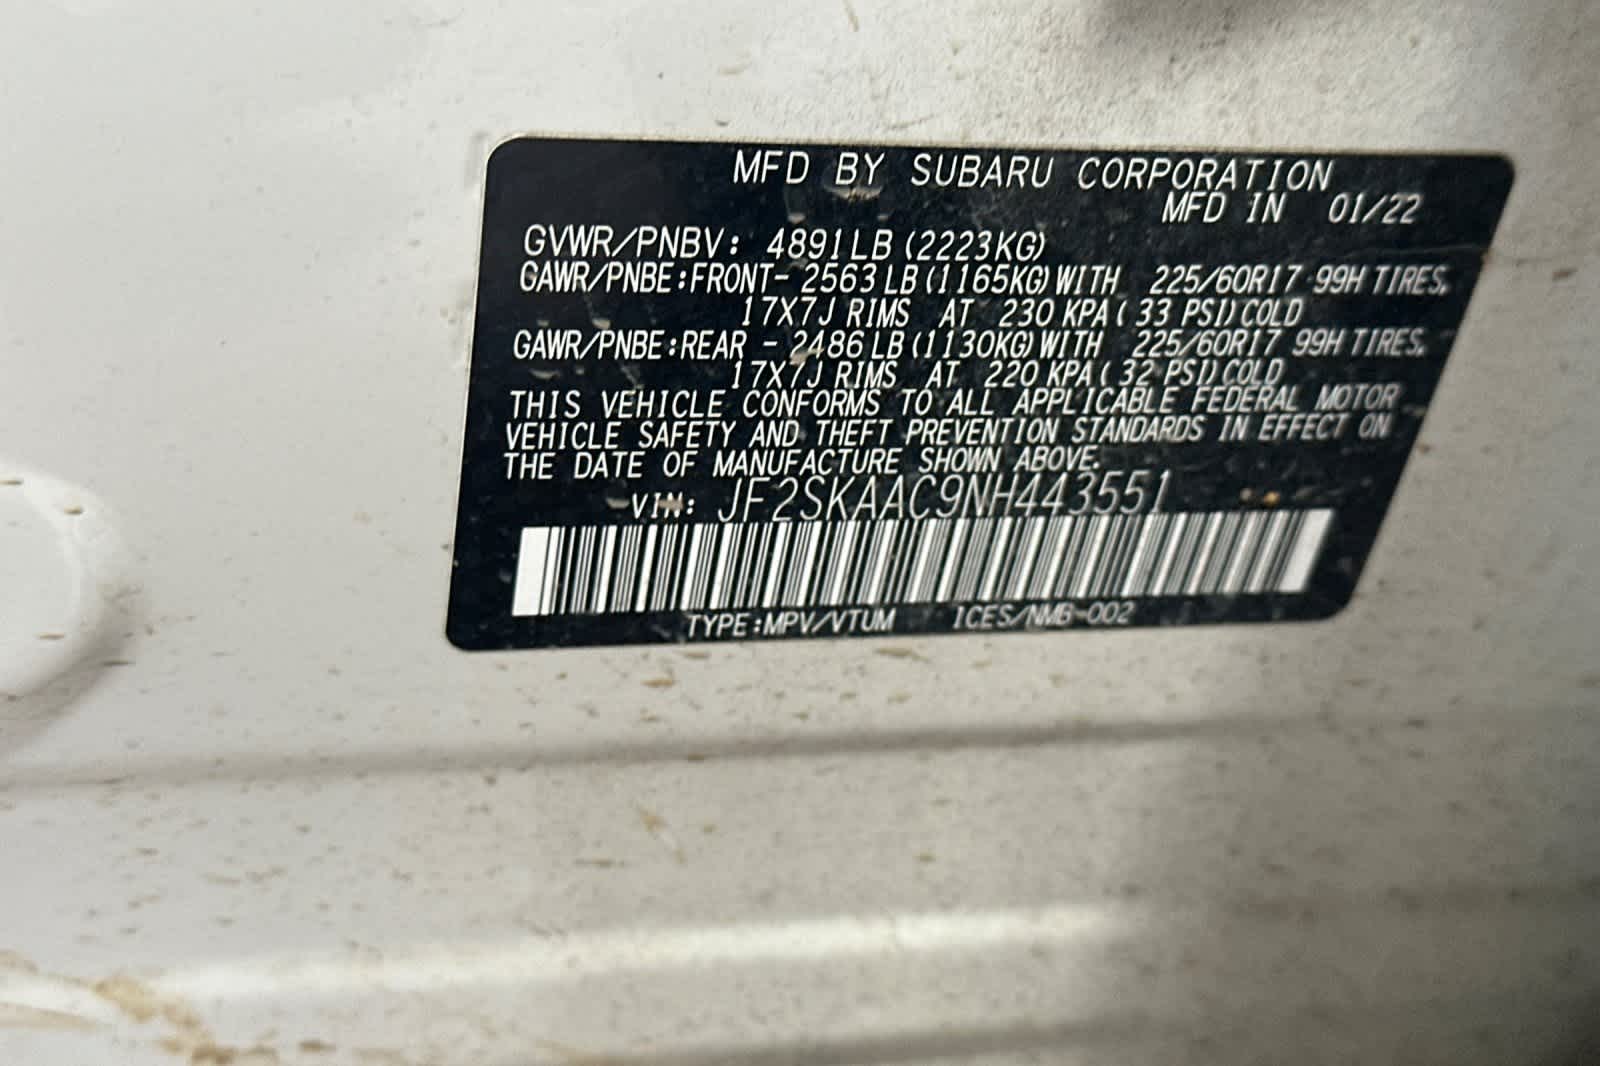 MFD BY SUBARU CORPORATION
MFD IN 01/22
GVWR/PNBV: 4891LB (2223KG)
GAWR/PNBE:FRONT- 2563 LB (1165KG) WITH 225/60R17 99H TIRES,
17X7J RIMS AT 230 KPA ( 33 PSI) COLD
GAWR/PNBE:REAR - 2486 LB (1130KG) WITH 225/60R17 99H TIRES,
17X7J RIMS AT 220 KPA ( 32 PSI) COLD
THIS VEHICLE CONFORMS TO ALL APPLICABLE FEDERAL MOTOR
VEHICLE SAFETY AND THEFT PREVENTION STANDARDS IN EFFECT ON
THE DATE OF MANUFACTURE SHOWN ABOVE.
VIN: JF2SKAAC9NH443551
TYPE:MPV/VTUM ICES/NMB-002